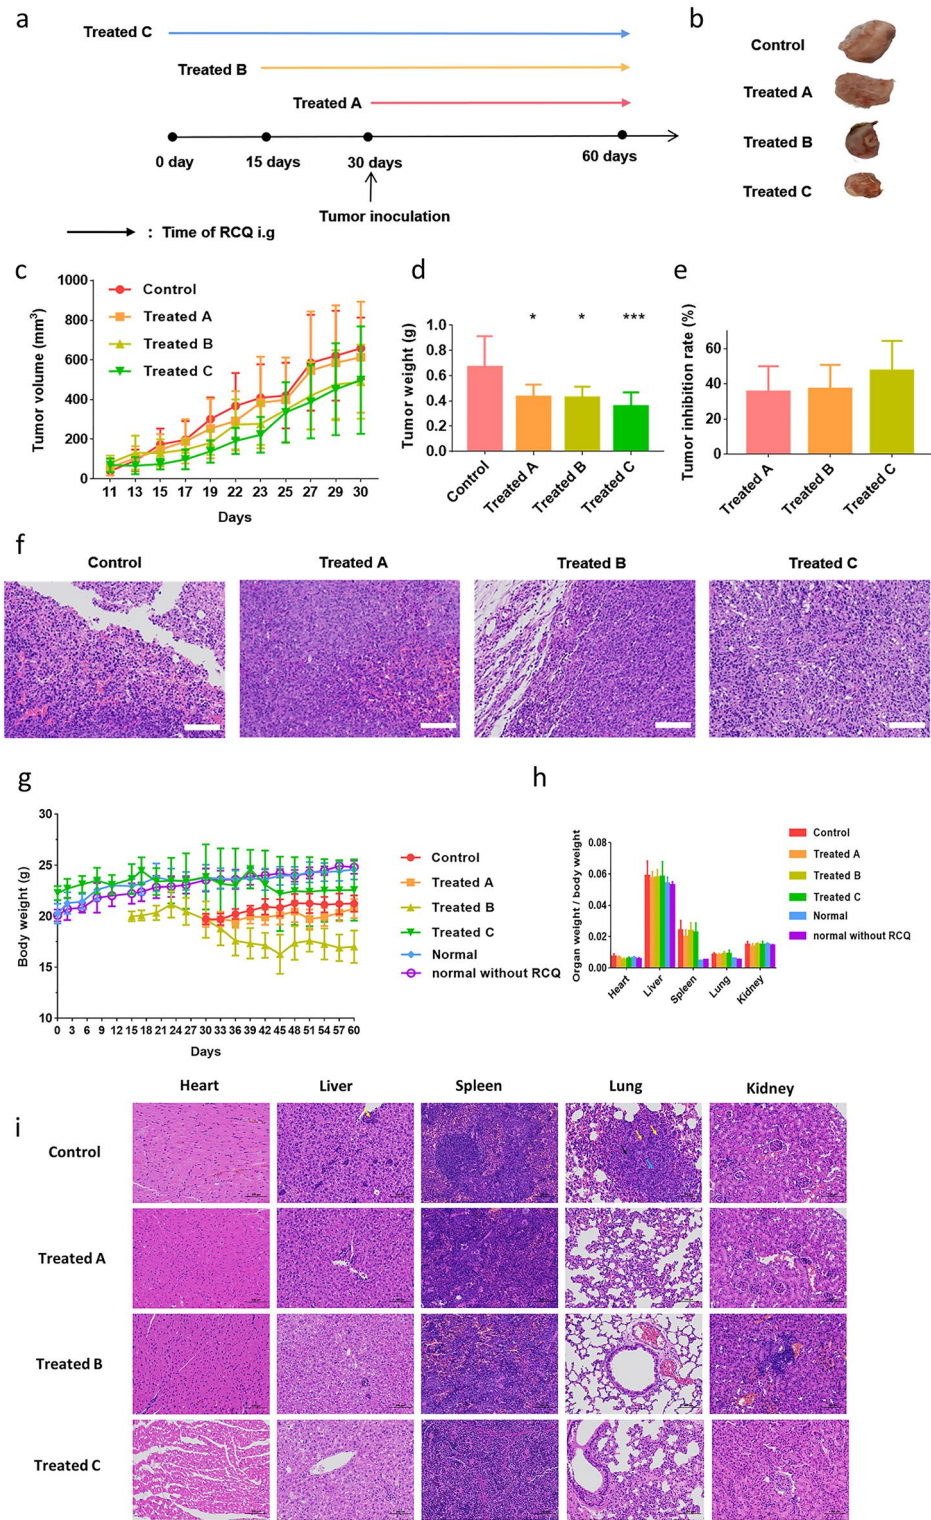 a
Treated C
Treated B
Treated A
0 day
15 days
30 days
60 days
Tumor inoculation
: Time of RCQ i.g
b
Control
Treated A
Treated B
Treated C
c
Tumor volume (mm³)
1000
800
600
400
200
0
Control
Treated A
Treated B
Treated C
11 13 15 17 19 22 23 25 27 29 30
Days
d
Tumor weight (g)
* * ***
1.0
0.8
0.6
0.4
0.2
0.0
Control
Treated A
Treated B
Treated C
e
Tumor inhibition rate (%)
60
40
20
0
Treated A
Treated B
Treated C
f
Control Treated A Treated B Treated C
g
Body weight (g)
30
25
20
15
10
0 3 6 9 12 15 18 21 24 27 30 33 36 39 42 45 48 51 54 57 60
Days
Control
Treated A
Treated B
Treated C
Normal
normal without RCQ
h
Organ weight / body weight
0.08
0.06
0.04
0.02
0.00
Heart
Liver
Spleen
Lung
Kidney
Control
Treated A
Treated B
Treated C
Normal
normal without RCQ
i
Heart Liver Spleen Lung Kidney
Control
Treated A
Treated B
Treated C